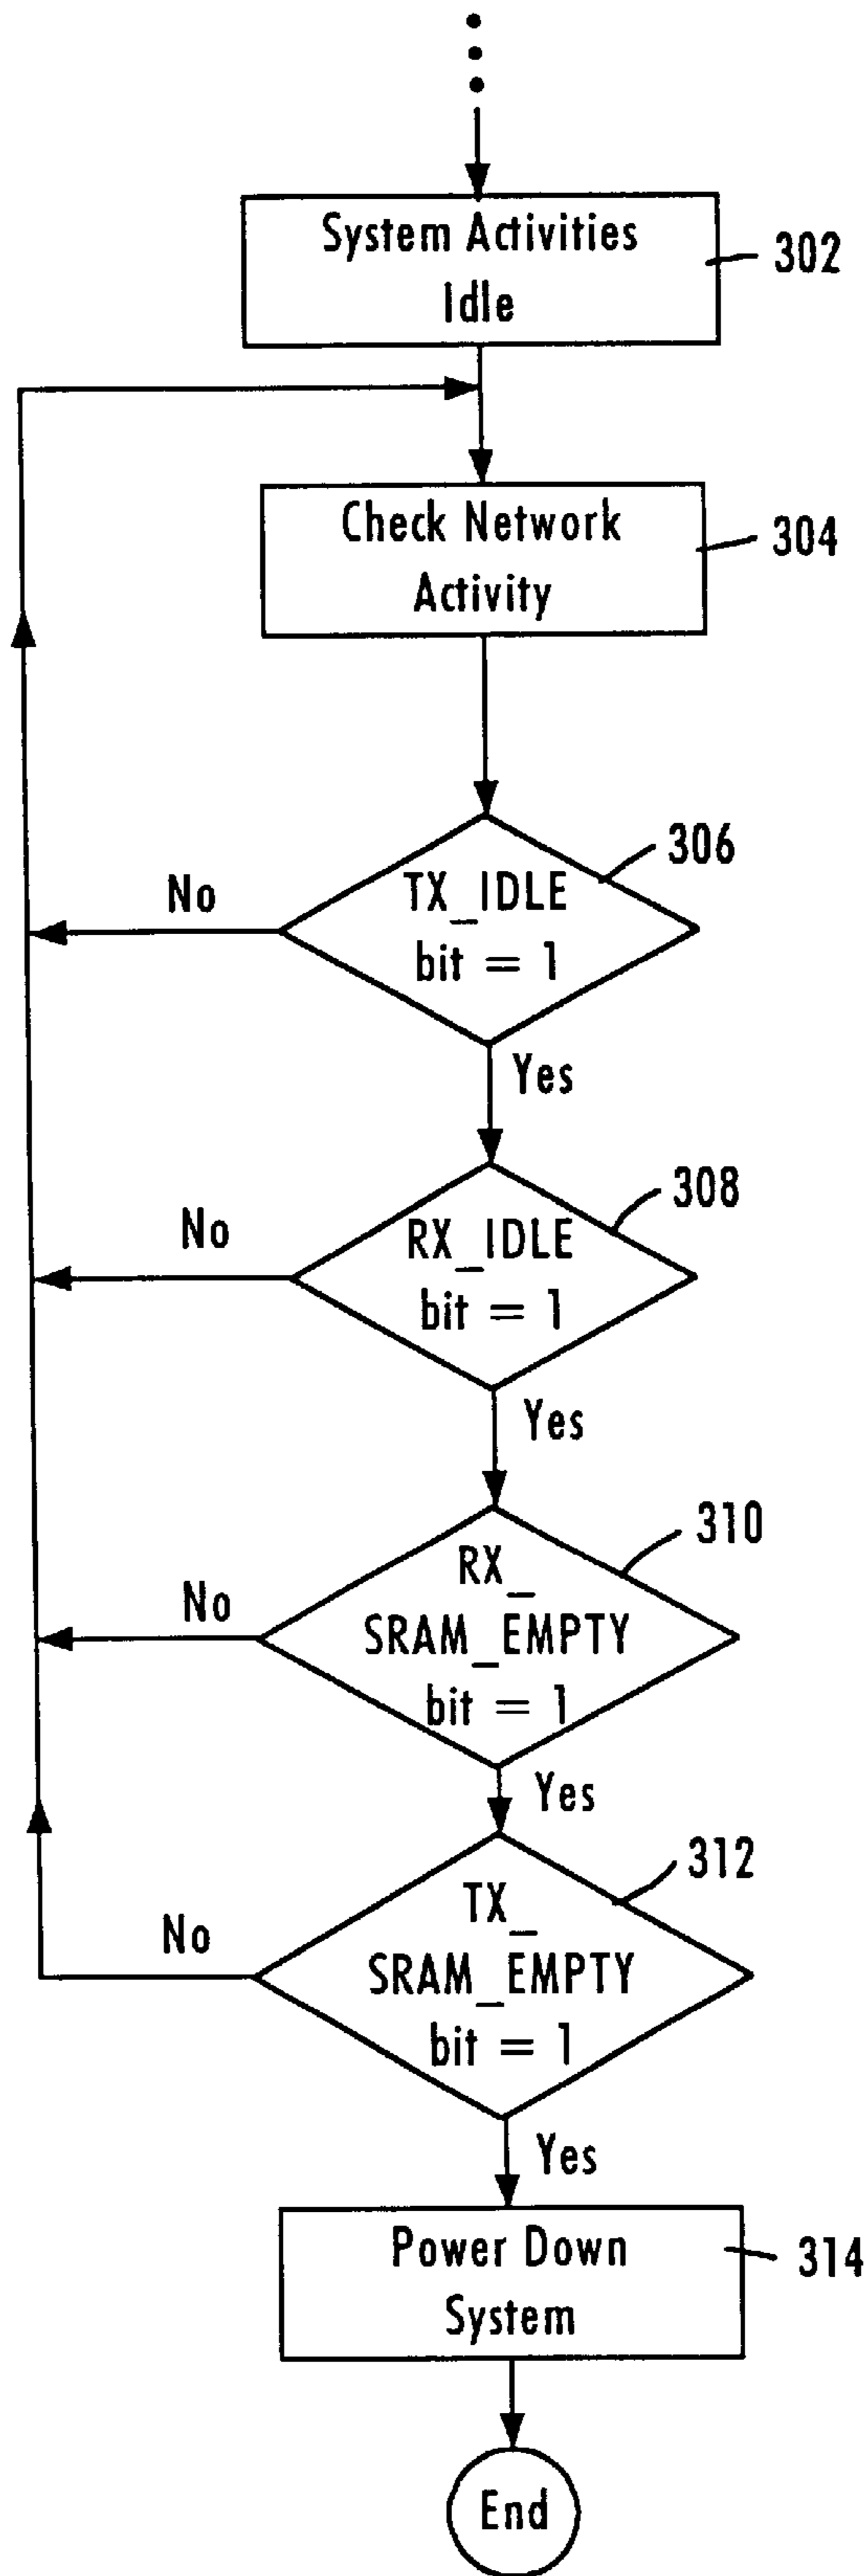 System Activities
Idle
302
Check Network
Activity
304
306
TX_IDLE
bit = 1
No
Yes
308
RX_IDLE
bit = 1
No
Yes
310
RX_
SRAM_EMPTY
bit = 1
No
Yes
312
TX_
SRAM_EMPTY
bit = 1
No
Yes
Power Down
System
314
End